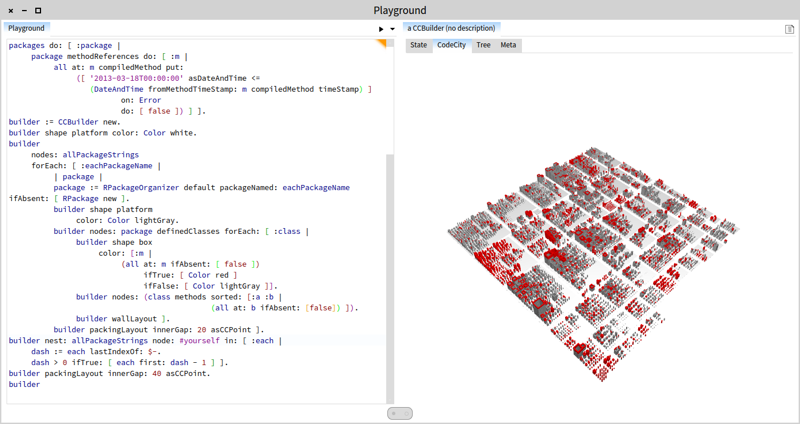 Playground
Playground
packages do: [ :package |
package methodReferences do: [ :m |
all at: m compiledMethod put:
([ '2013-03-18T00:00:00' asDateAndTime <=
(DateAndTime fromMethodTimeStamp: m compiledMethod timeStamp) ]
on: Error
do: [ false ]) ] ].
builder := CCBuilder new.
builder shape platform color: Color white.
builder
nodes: allPackageStrings
forEach: [ :eachPackageName |
| package |
package := RPackageOrganizer default packageNamed: eachPackageName
ifAbsent: [ RPackage new ].
builder shape platform
color: Color lightGray.
builder nodes: package definedClasses forEach: [ :class |
builder shape box
color: [:m |
(all at: m ifAbsent: [ false ])
ifTrue: [ Color red ]
ifFalse: [ Color lightGray ]].
builder nodes: (class methods sorted: [:a :b |
(all at: b ifAbsent: [false]) ]).
builder wallLayout ].
builder packingLayout innerGap: 20 asCCPoint ].
builder nest: allPackageStrings node: #yourself in: [ :each |
dash := each lastIndexOf: $-.
dash > 0 ifTrue: [ each first: dash - 1 ] ].
builder packingLayout innerGap: 40 asCCPoint.
builder
a CCBuilder (no description)
State CodeCity Tree Meta